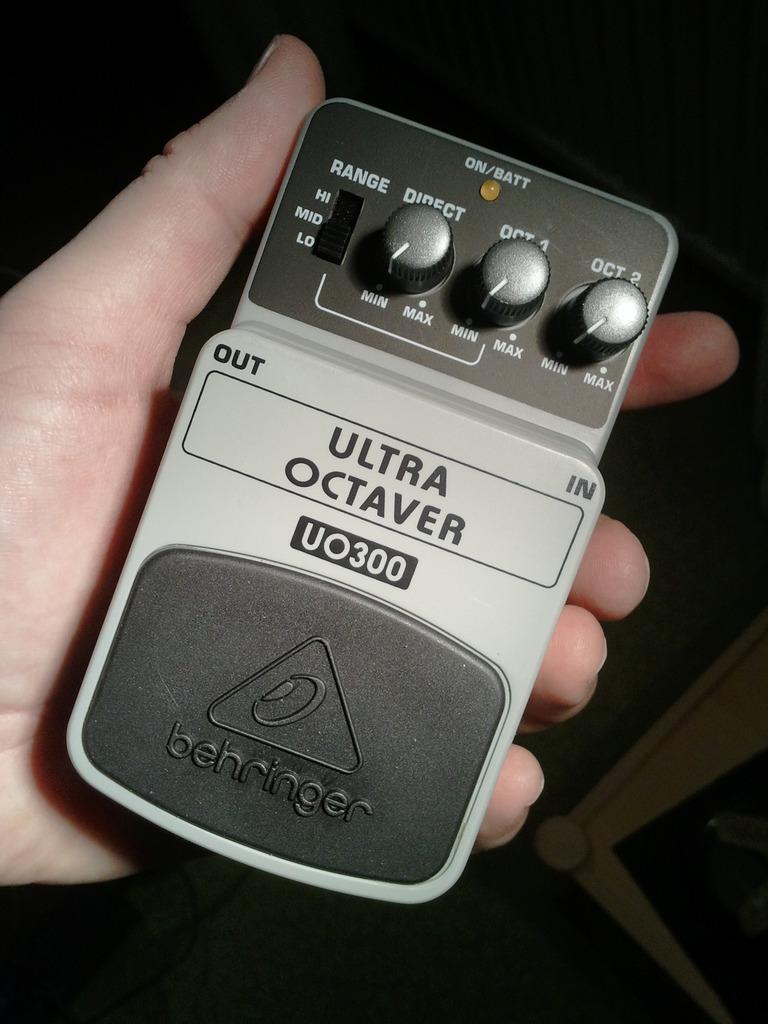 ON/BATT
RANGE
DIRECT
OCT 1
OCT 2
HI
MID
LO
MIN
MAX
MIN
MAX
MIN
MAX
OUT
IN
ULTRA
OCTAVER
UO300
behringer